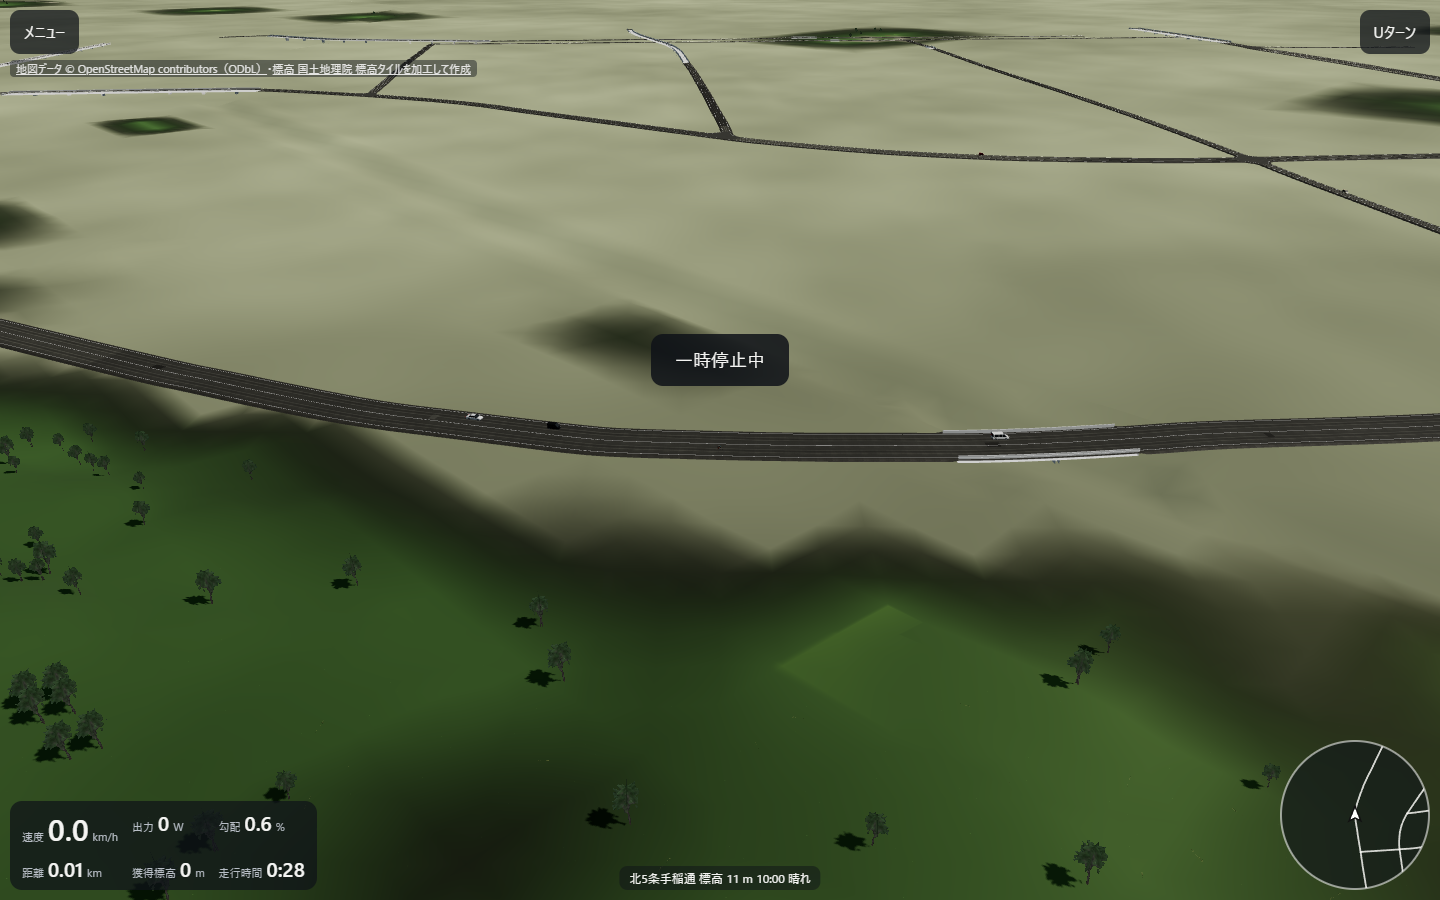 メニュー
Uターン
地図データ © OpenStreetMap contributors（ODbL）・標高 国土地理院 標高タイルを加工して作成
一時停止中
速度 0.0 km/h 出力 0 W 勾配 0.6 %
距離 0.01 km 獲得標高 0 m 走行時間 0:28
北5条手稲通 標高 11 m 10:00 晴れ